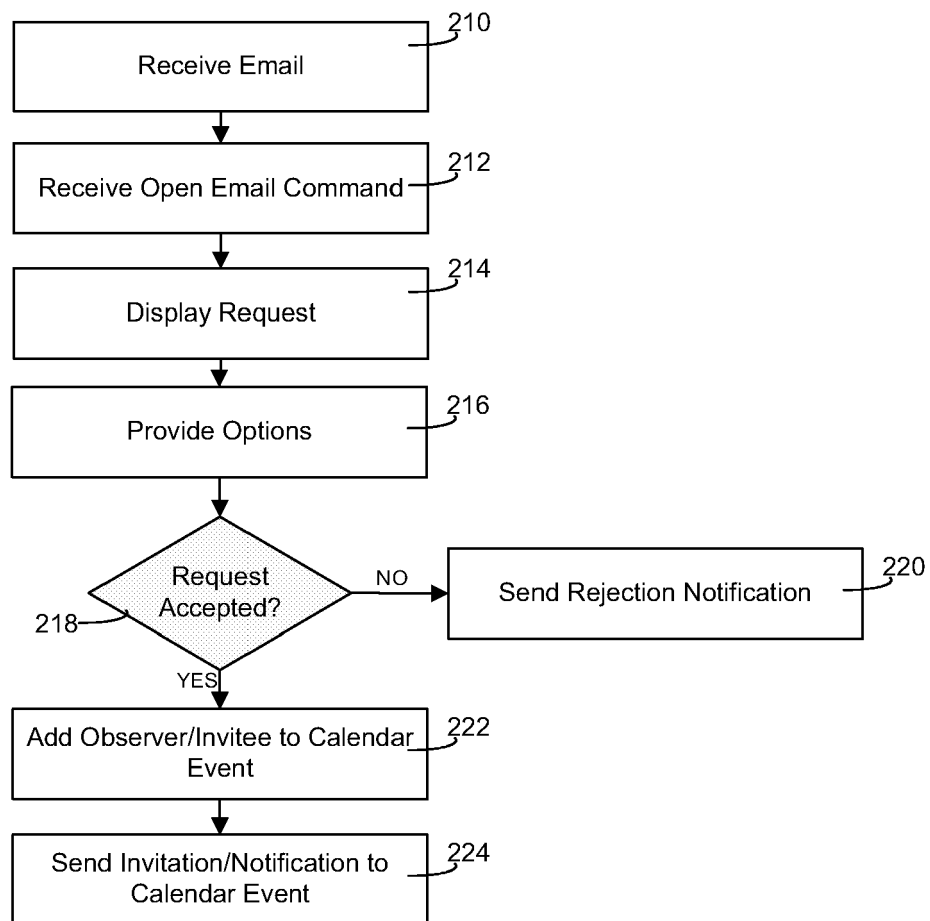 210
Receive Email
212
Receive Open Email Command
214
Display Request
216
Provide Options
Request
Accepted?
218
NO
220
Send Rejection Notification
YES
222
Add Observer/Invitee to Calendar
Event
224
Send Invitation/Notification to
Calendar Event